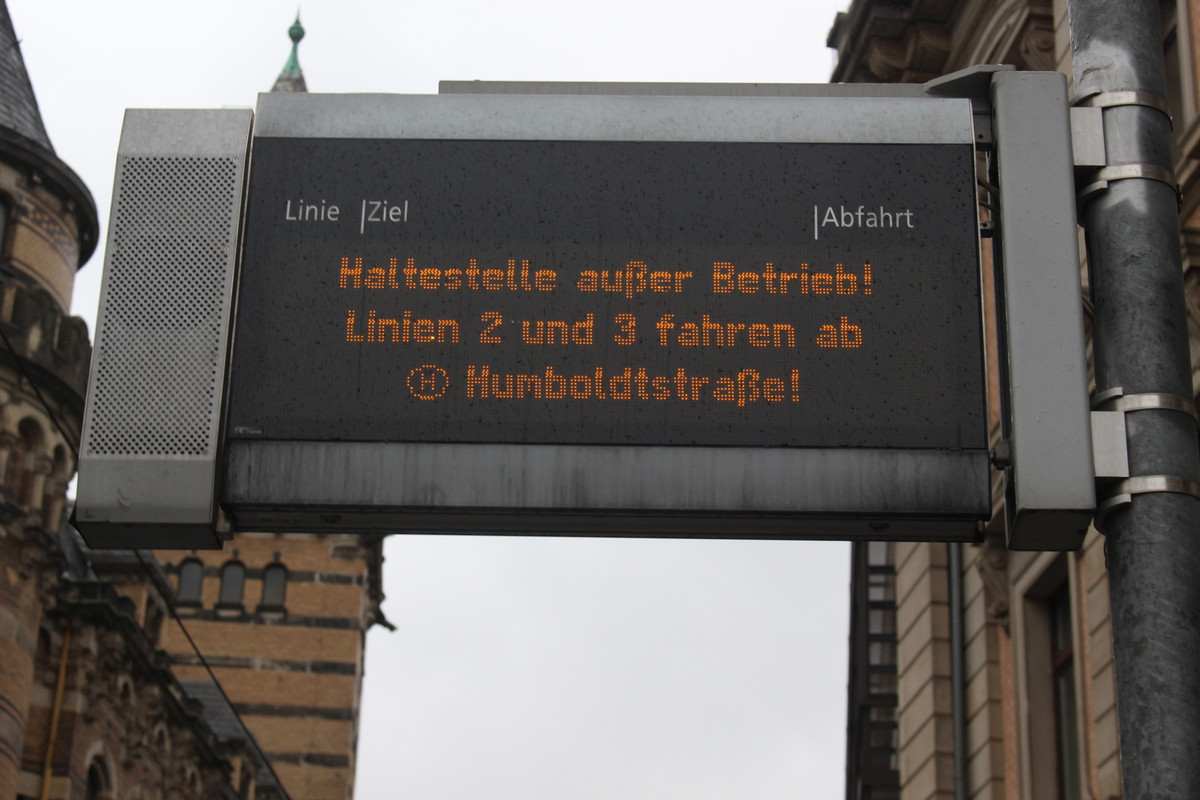 Linie |Ziel |Abfahrt
Haltestelle außer Betrieb!
Linien 2 und 3 fahren ab
Ⓗ Humboldtstraße!